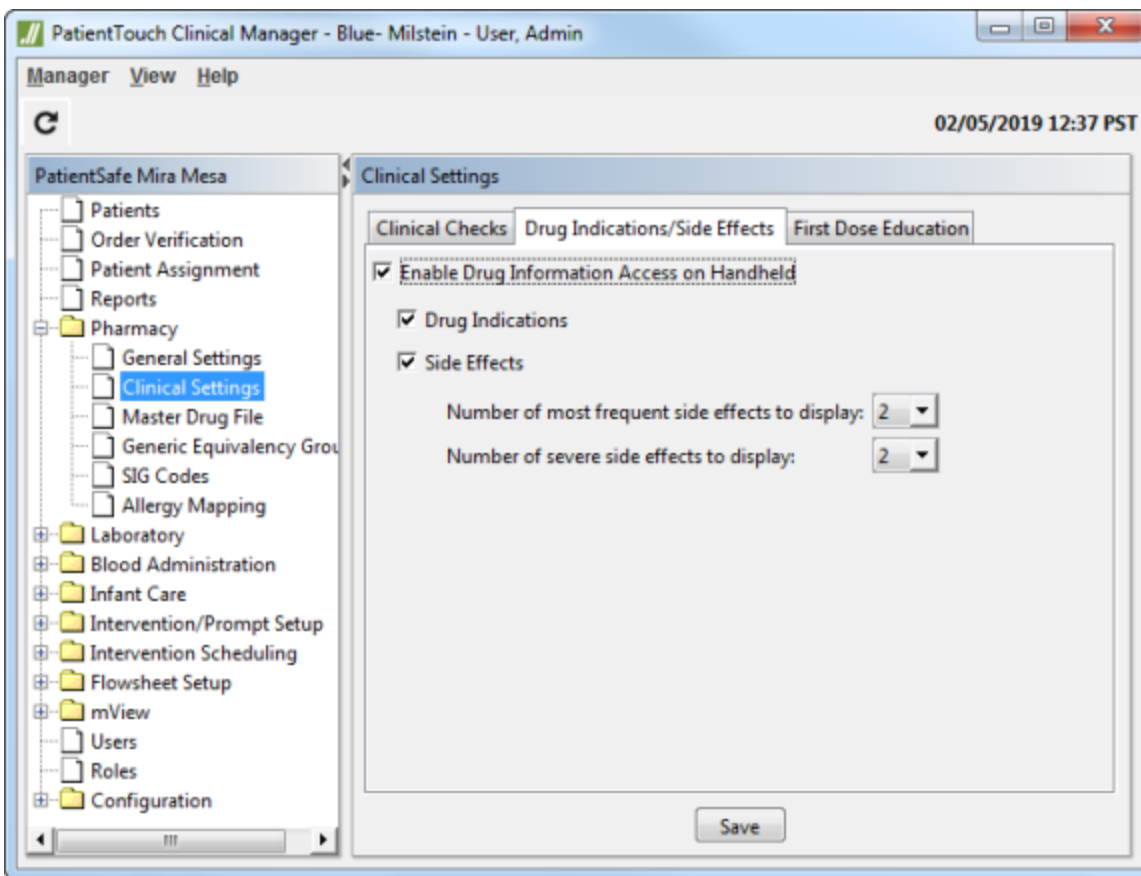 PatientTouch Clinical Manager - Blue- Milstein - User, Admin
Manager View Help
02/05/2019 12:37 PST
PatientSafe Mira Mesa
Patients
Order Verification
Patient Assignment
Reports
Pharmacy
General Settings
Clinical Settings
Master Drug File
Generic Equivalency Grou
SIG Codes
Allergy Mapping
Laboratory
Blood Administration
Infant Care
Intervention/Prompt Setup
Intervention Scheduling
Flowsheet Setup
mView
Users
Roles
Configuration
Clinical Settings
Clinical Checks Drug Indications/Side Effects First Dose Education
Enable Drug Information Access on Handheld
Drug Indications
Side Effects
Number of most frequent side effects to display: 2
Number of severe side effects to display: 2
Save